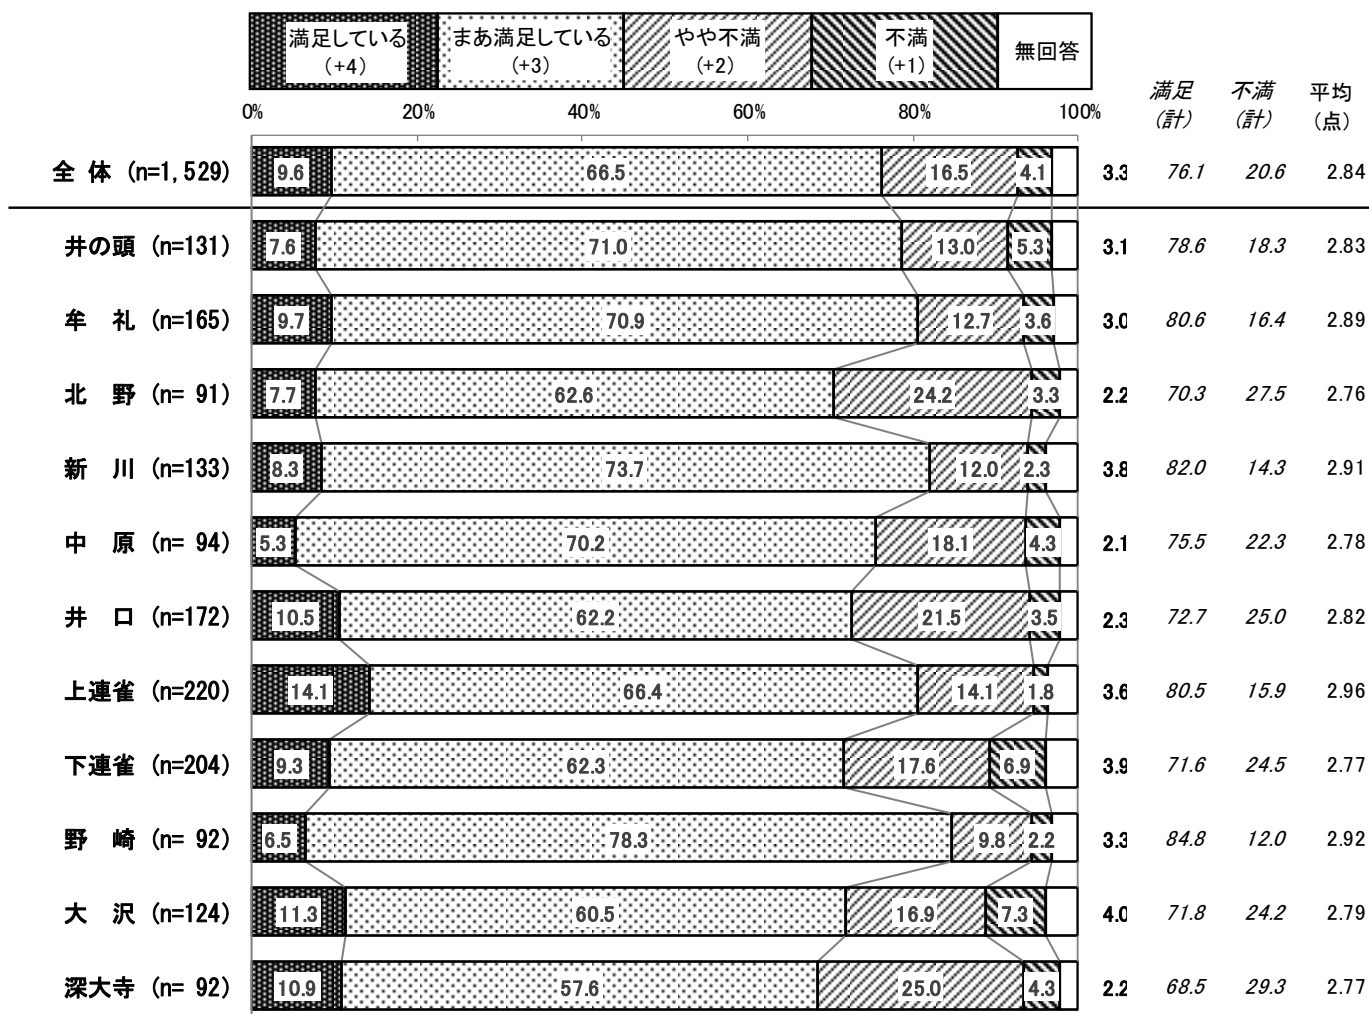 満足している まあ満足している やや不満 不満 無回答
(+4) (+3) (+2) (+1)
満足 不満 平均
(計) (計) (点)
0% 20% 40% 60% 80% 100%
全 体 (n=1,529) 9.6 66.5 16.5 4.1 3.3 76.1 20.6 2.84
井の頭 (n=131) 7.6 71.0 13.0 5.3 3.1 78.6 18.3 2.83
牟 礼 (n=165) 9.7 70.9 12.7 3.6 3.0 80.6 16.4 2.89
北 野 (n= 91) 7.7 62.6 24.2 3.3 2.2 70.3 27.5 2.76
新 川 (n=133) 8.3 73.7 12.0 2.3 3.8 82.0 14.3 2.91
中 原 (n= 94) 5.3 70.2 18.1 4.3 2.1 75.5 22.3 2.78
井 口 (n=172) 10.5 62.2 21.5 3.5 2.3 72.7 25.0 2.82
上連雀 (n=220) 14.1 66.4 14.1 1.8 3.6 80.5 15.9 2.96
下連雀 (n=204) 9.3 62.3 17.6 6.9 3.9 71.6 24.5 2.77
野 崎 (n= 92) 6.5 78.3 9.8 2.2 3.3 84.8 12.0 2.92
大 沢 (n=124) 11.3 60.5 16.9 7.3 4.0 71.8 24.2 2.79
深大寺 (n= 92) 10.9 57.6 25.0 4.3 2.2 68.5 29.3 2.77